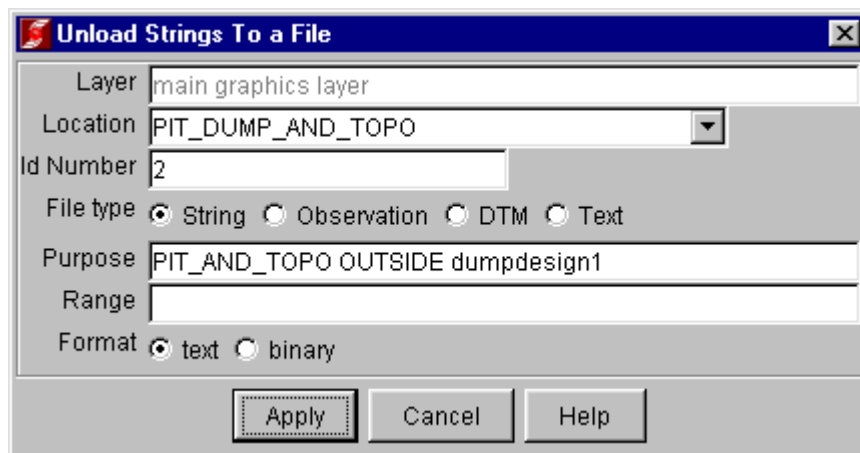 Unload Strings To a File
Layer main graphics layer
Location PIT_DUMP_AND_TOPO
Id Number 2
File type String Observation DTM Text
Purpose PIT_AND_TOPO OUTSIDE dumpdesign1
Range
Format text binary
Apply Cancel Help